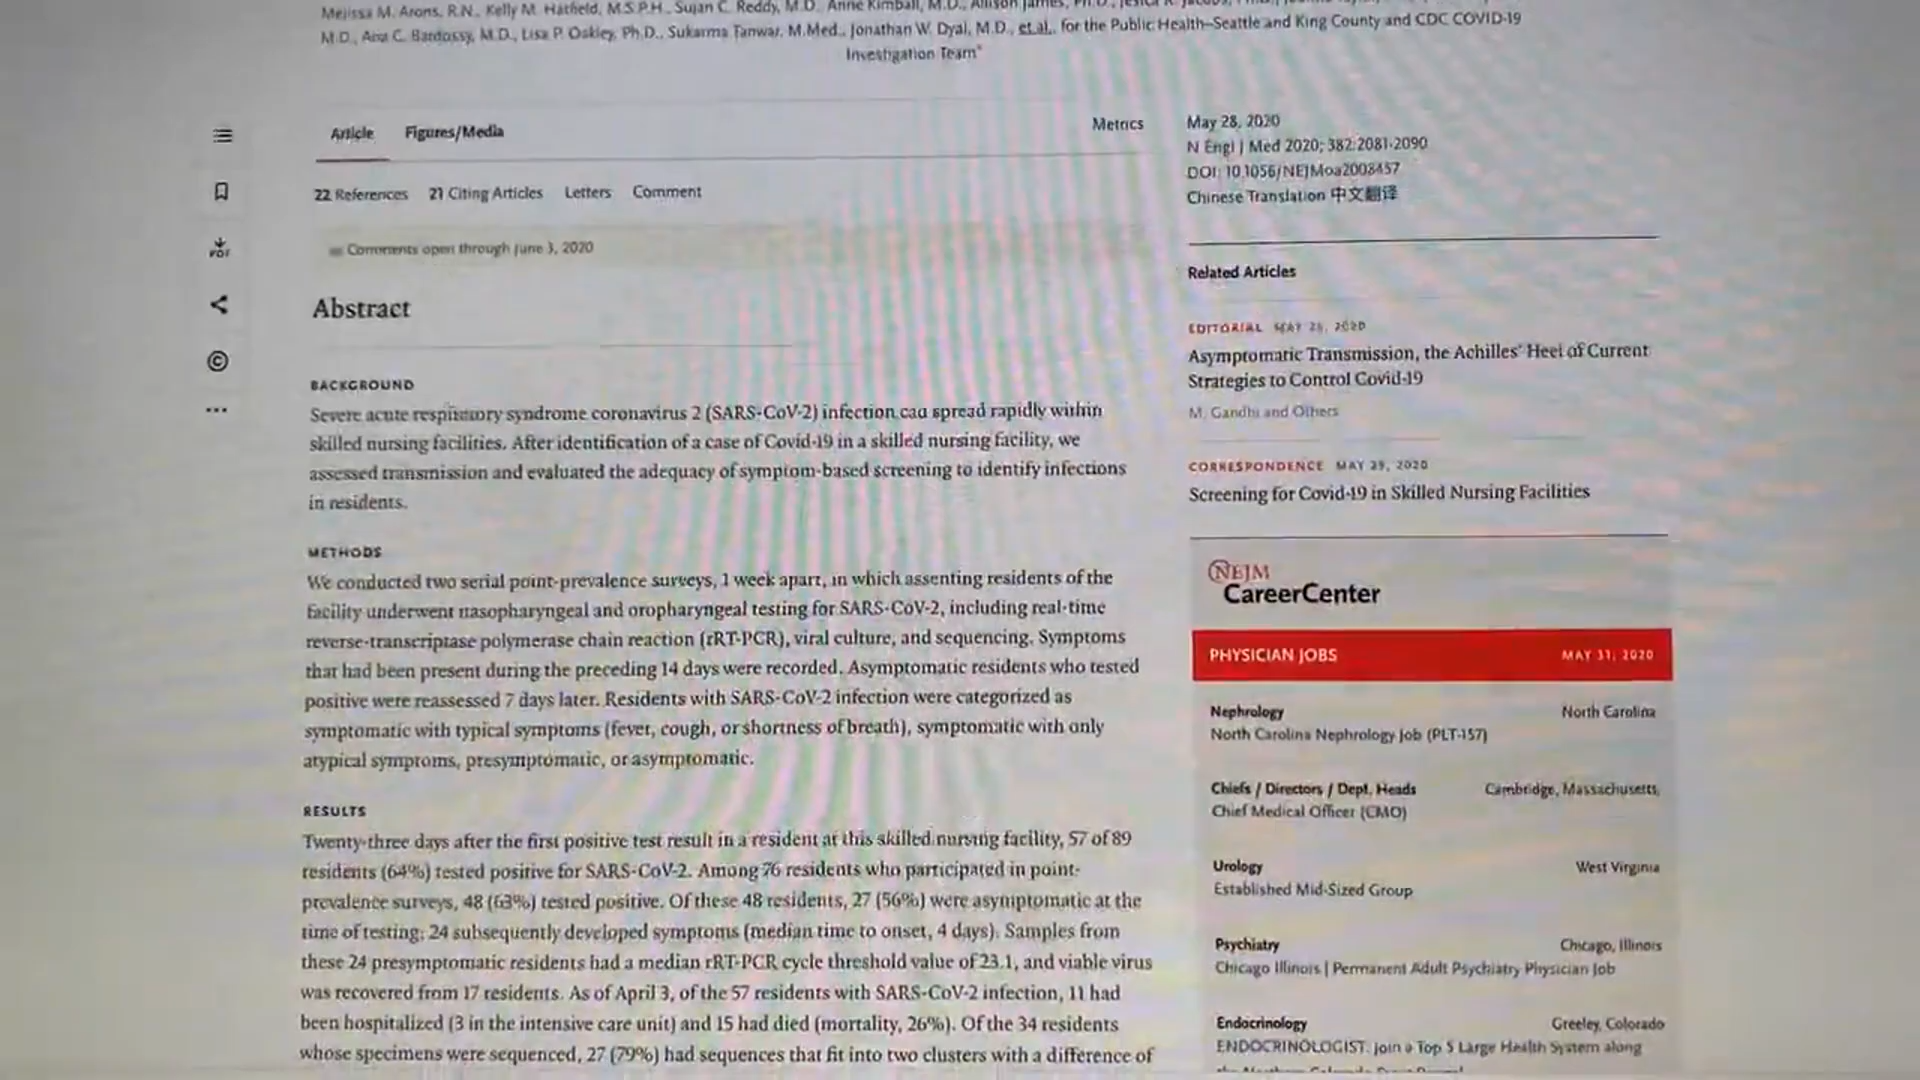 Melissa M. Arons, R.N., Kelly M. Hatfield, M.S.P.H., Sujan C. Reddy, M.D., Anne Kimball, M.D., Allison James, Ph.D.,
M.D., Ana C. Bardossy, M.D., Lisa P. Oakley, Ph.D., Sukarma Tanwar, M.Med., Jonathan W. Dyal, M.D., et al., for the Public Health–Seattle and King County and CDC COVID-19
Investigation Team*
Article Figures/Media
Metrics
22 References 21 Citing Articles Letters Comment
Comments open through June 3, 2020
Abstract
BACKGROUND
Severe acute respiratory syndrome coronavirus 2 (SARS-CoV-2) infection can spread rapidly within
skilled nursing facilities. After identification of a case of Covid-19 in a skilled nursing facility, we
assessed transmission and evaluated the adequacy of symptom-based screening to identify infections
in residents.
METHODS
We conducted two serial point-prevalence surveys, 1 week apart, in which assenting residents of the
facility underwent nasopharyngeal and oropharyngeal testing for SARS-CoV-2, including real-time
reverse-transcriptase polymerase chain reaction (rRT-PCR), viral culture, and sequencing. Symptoms
that had been present during the preceding 14 days were recorded. Asymptomatic residents who tested
positive were reassessed 7 days later. Residents with SARS-CoV-2 infection were categorized as
symptomatic with typical symptoms (fever, cough, or shortness of breath), symptomatic with only
atypical symptoms, presymptomatic, or asymptomatic.
RESULTS
Twenty-three days after the first positive test result in a resident at this skilled nursing facility, 57 of 89
residents (64%) tested positive for SARS-CoV-2. Among 76 residents who participated in point-
prevalence surveys, 48 (63%) tested positive. Of these 48 residents, 27 (56%) were asymptomatic at the
time of testing; 24 subsequently developed symptoms (median time to onset, 4 days). Samples from
these 24 presymptomatic residents had a median rRT-PCR cycle threshold value of 23.1, and viable virus
was recovered from 17 residents. As of April 3, of the 57 residents with SARS-CoV-2 infection, 11 had
been hospitalized (3 in the intensive care unit) and 15 had died (mortality, 26%). Of the 34 residents
whose specimens were sequenced, 27 (79%) had sequences that fit into two clusters with a difference of
PDF
May 28, 2020
N Engl J Med 2020; 382:2081-2090
DOI: 10.1056/NEJMoa2008457
Chinese Translation 中文翻译
Related Articles
EDITORIAL MAY 28, 2020
Asymptomatic Transmission, the Achilles' Heel of Current
Strategies to Control Covid-19
M. Gandhi and Others
CORRESPONDENCE MAY 29, 2020
Screening for Covid-19 in Skilled Nursing Facilities
NEJM
CareerCenter
PHYSICIAN JOBS MAY 31, 2020
Nephrology North Carolina
North Carolina Nephrology Job (PLT-157)
Chiefs / Directors / Dept. Heads Cambridge, Massachusetts
Chief Medical Officer (CMO)
Urology West Virginia
Established Mid-Sized Group
Psychiatry Chicago, Illinois
Chicago Illinois | Permanent Adult Psychiatry Physician Job
Endocrinology Greeley, Colorado
ENDOCRINOLOGIST: Join a Top 5 Large Health System along